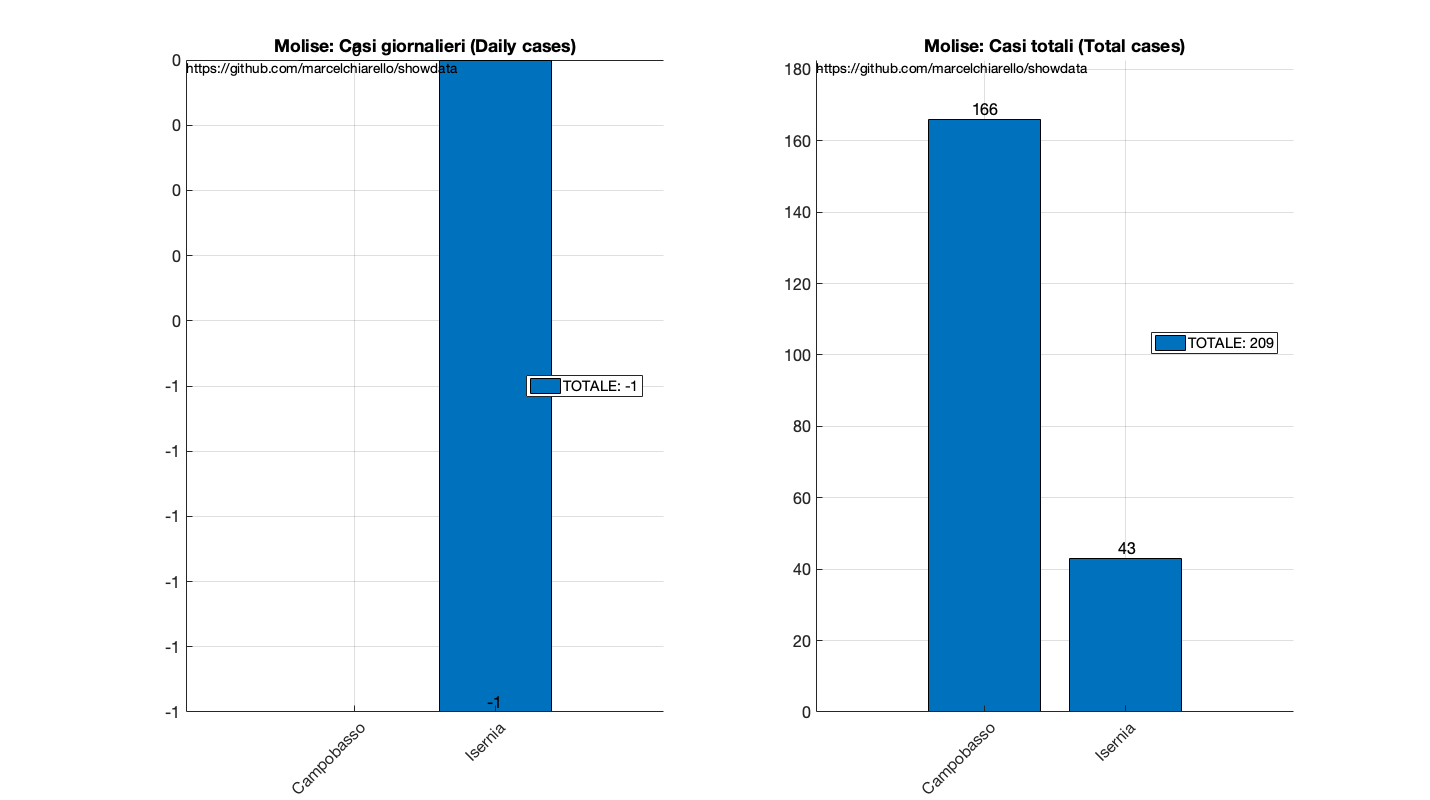 Molise: Casi giornalieri (Daily cases)
0
https://github.com/marcelchiarello/showdata
0
0
0
0
0
-1
-1
-1
-1
-1
-1
TOTALE: -1
-1
Campobasso
Isernia
Molise: Casi totali (Total cases)
https://github.com/marcelchiarello/showdata
180
160
140
120
100
80
60
40
20
0
166
43
TOTALE: 209
Campobasso
Isernia